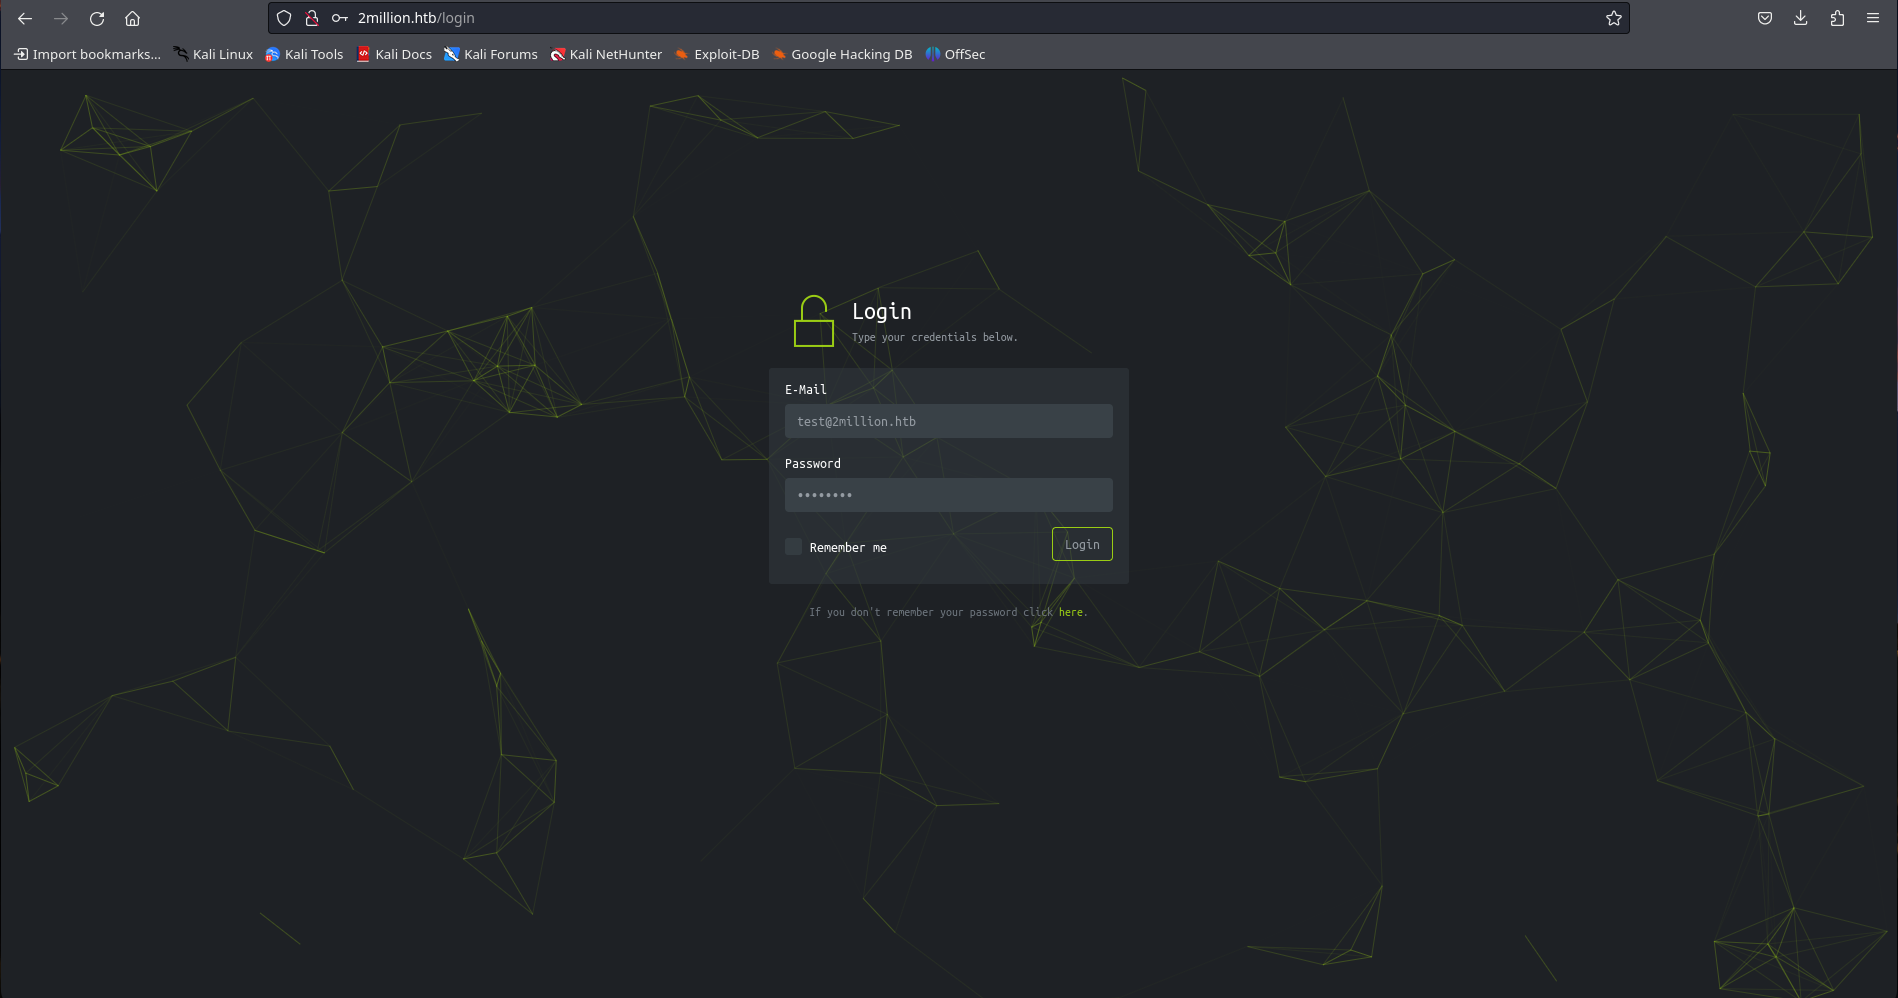 2million.htb/login
Import bookmarks... Kali Linux Kali Tools Kali Docs Kali Forums Kali NetHunter Exploit-DB Google Hacking DB OffSec
Login
Type your credentials below.
E-Mail
test@2million.htb
Password
••••••••
Remember me
Login
If you don't remember your password click here.